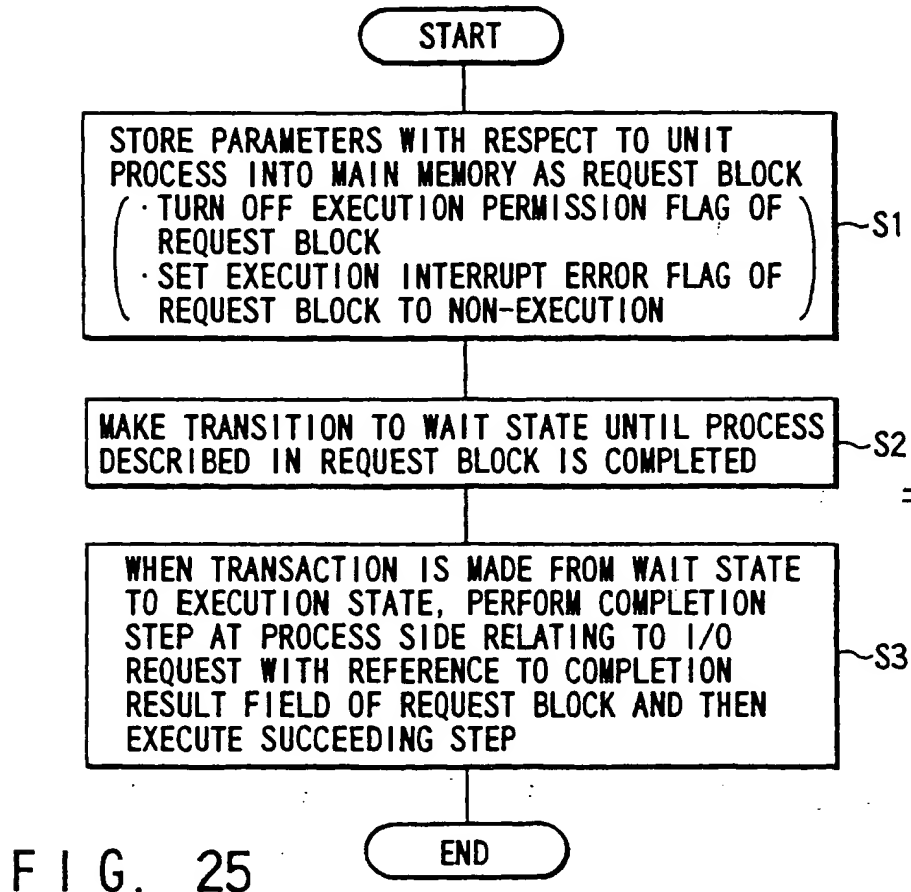 START
STORE PARAMETERS WITH RESPECT TO UNIT
PROCESS INTO MAIN MEMORY AS REQUEST BLOCK
· TURN OFF EXECUTION PERMISSION FLAG OF
REQUEST BLOCK
· SET EXECUTION INTERRUPT ERROR FLAG OF
REQUEST BLOCK TO NON-EXECUTION
S1
MAKE TRANSITION TO WAIT STATE UNTIL PROCESS
DESCRIBED IN REQUEST BLOCK IS COMPLETED
S2
WHEN TRANSACTION IS MADE FROM WAIT STATE
TO EXECUTION STATE, PERFORM COMPLETION
STEP AT PROCESS SIDE RELATING TO I/O
REQUEST WITH REFERENCE TO COMPLETION
RESULT FIELD OF REQUEST BLOCK AND THEN
EXECUTE SUCCEEDING STEP
S3
END
FIG. 25